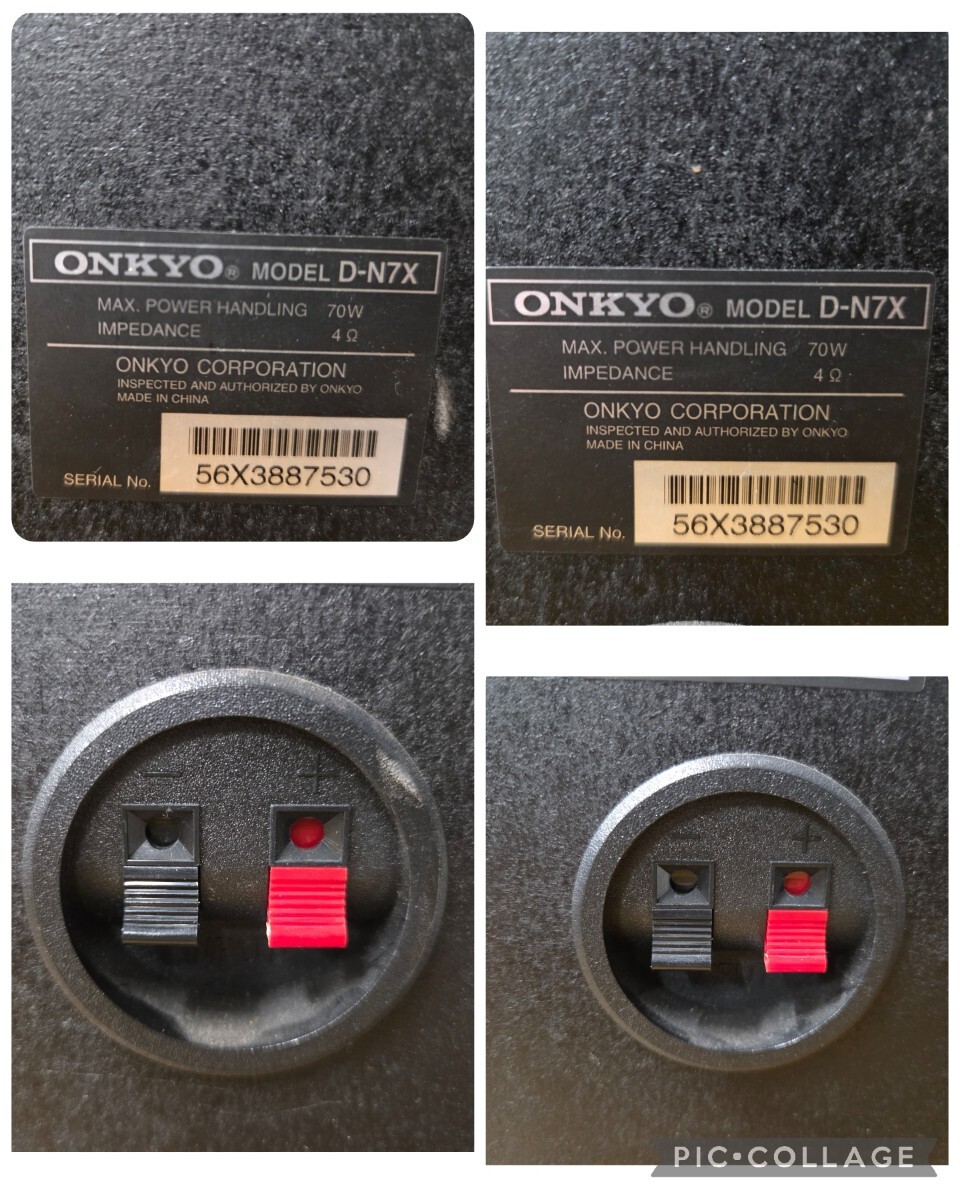 ONKYO® MODEL D-N7X
MAX. POWER HANDLING 70W
IMPEDANCE 4 Ω
ONKYO CORPORATION
INSPECTED AND AUTHORIZED BY ONKYO
MADE IN CHINA
SERIAL No. 56X3887530
ONKYO® MODEL D-N7X
MAX. POWER HANDLING 70W
IMPEDANCE 4 Ω
ONKYO CORPORATION
INSPECTED AND AUTHORIZED BY ONKYO
MADE IN CHINA
SERIAL No. 56X3887530
— +
— +
PIC•COLLAGE